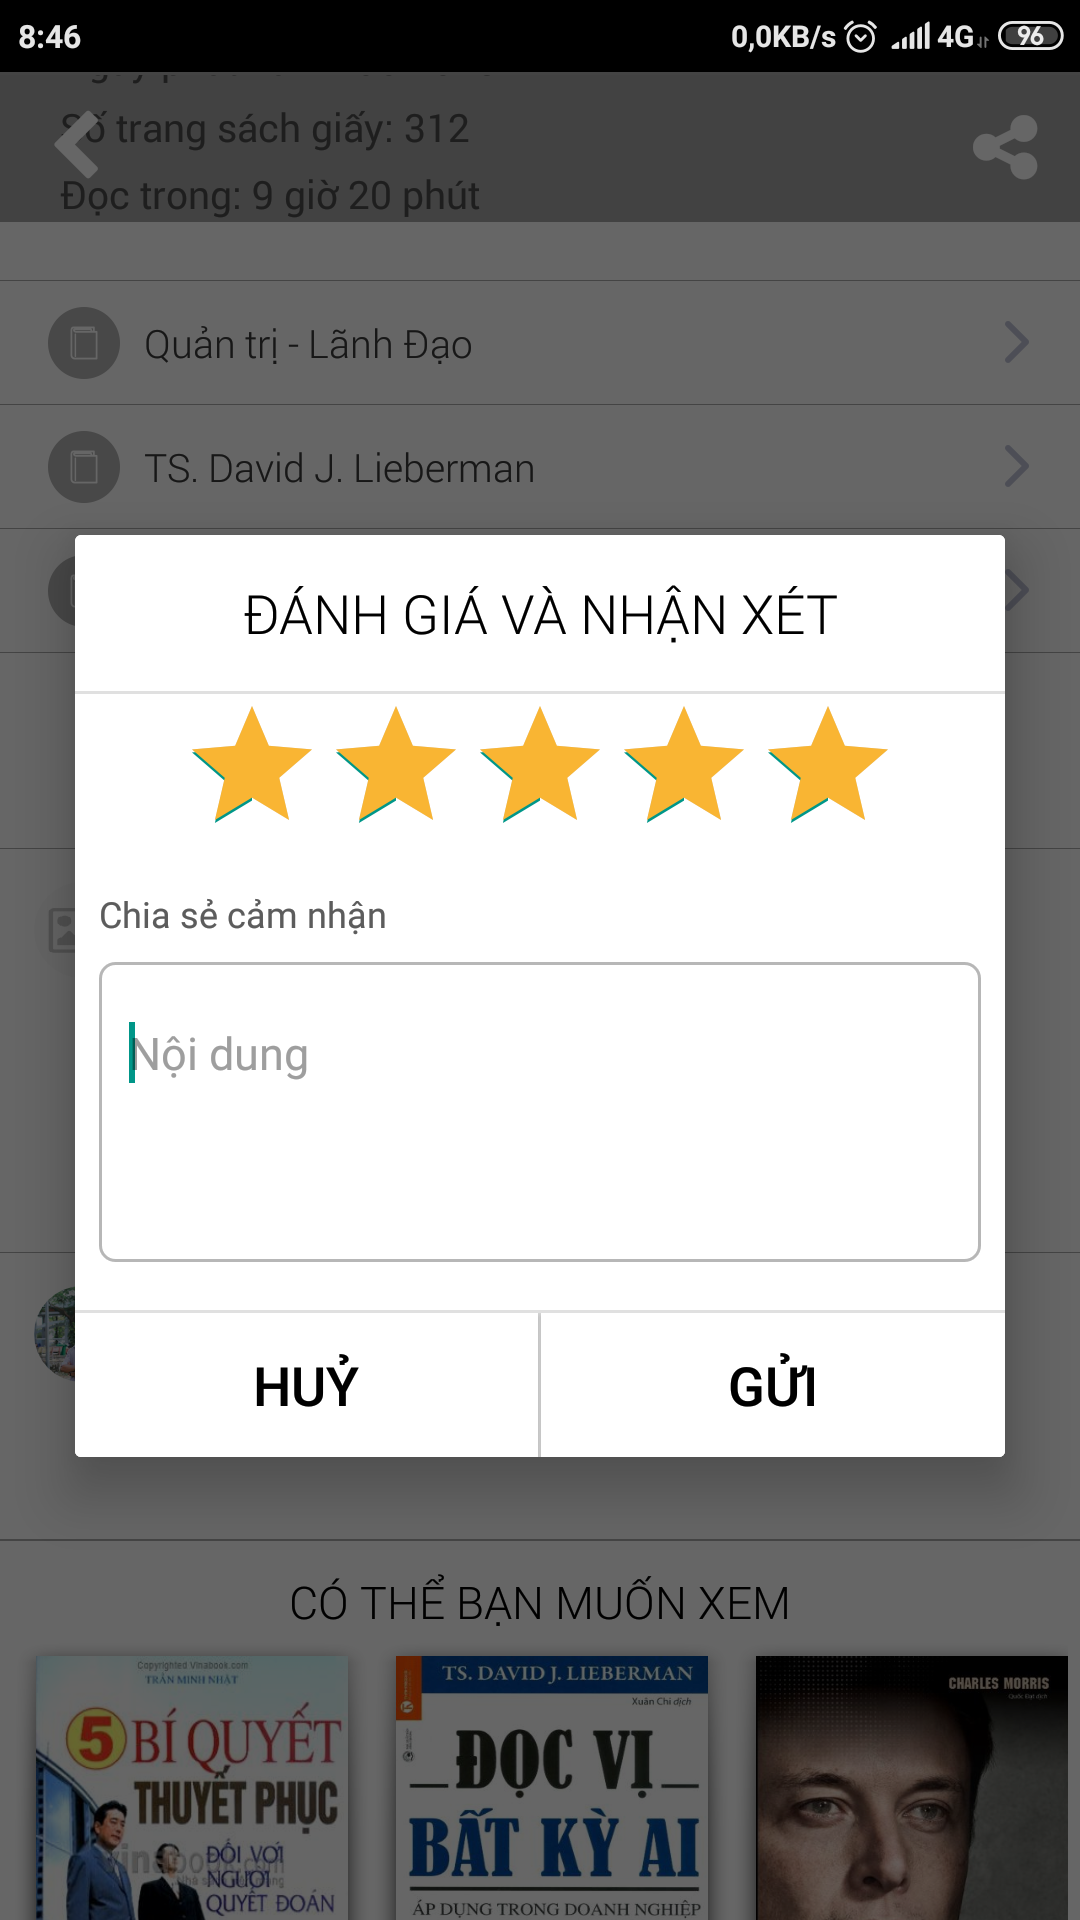 8:46
0,0KB/s 4G 96
Số trang sách giấy: 312
Đọc trong: 9 giờ 20 phút
Quản trị - Lãnh Đạo
TS. David J. Lieberman
ĐÁNH GIÁ VÀ NHẬN XÉT
Chia sẻ cảm nhận
Nội dung
HUỶ
GỬI
CÓ THỂ BẠN MUỐN XEM
Copyrighted Vinabook.com
TRẦN MINH NHẬT
5 BÍ QUYẾT
THUYẾT PHỤC
ĐỐI VỚI
NGƯỜI
QUYẾT ĐOÁN
TS. DAVID J. LIEBERMAN
Xuân Chi dịch
ĐỌC VỊ
BẤT KỲ AI
ÁP DỤNG TRONG DOANH NGHIỆP
CHARLES MORRIS
Quốc Đạt dịch